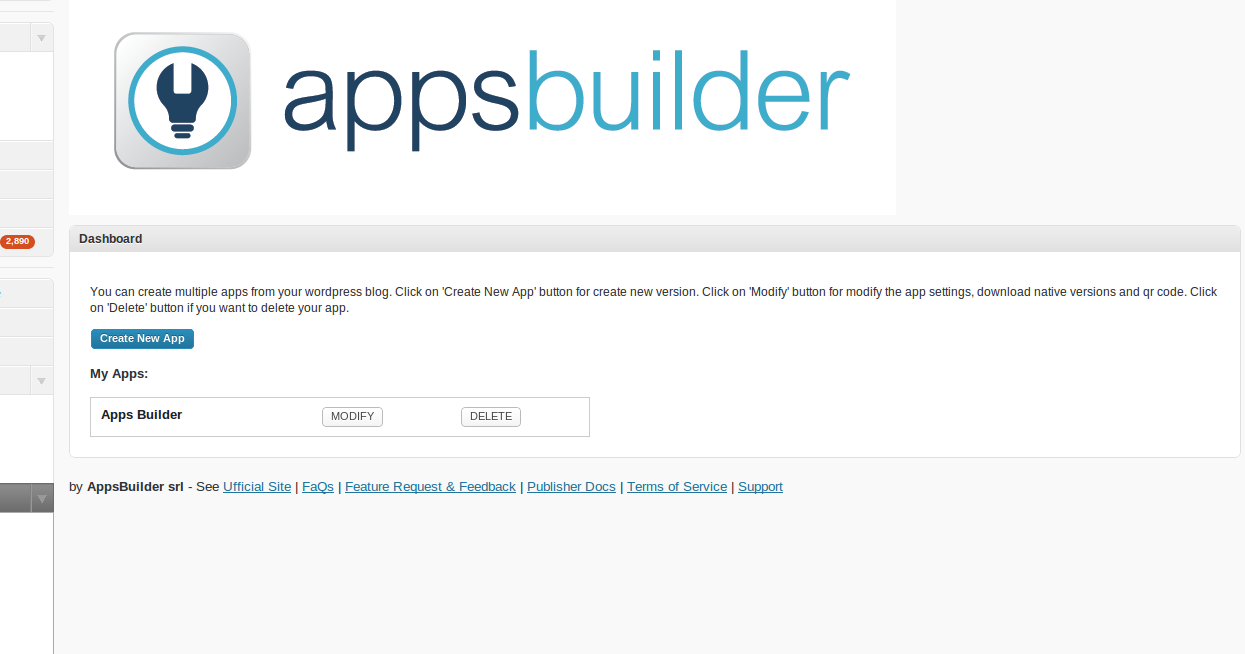 appsbuilder
2,890
Dashboard
You can create multiple apps from your wordpress blog. Click on 'Create New App' button for create new version. Click on 'Modify' button for modify the app settings, download native versions and qr code. Click
on 'Delete' button if you want to delete your app.
Create New App
My Apps:
Apps Builder MODIFY DELETE
by AppsBuilder srl - See Ufficial Site | FaQs | Feature Request & Feedback | Publisher Docs | Terms of Service | Support